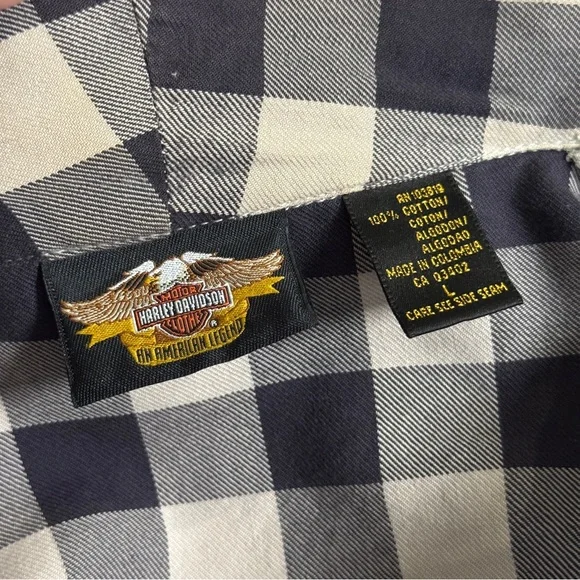 MOTOR
HARLEY-DAVIDSON
CLOTHES
®
AN AMERICAN LEGEND
RN 103819
100% COTTON/
COTON/
ALGODON/
ALGODAO
MADE IN COLOMBIA
CA 03402
L
CARE SEE SIDE SEAM